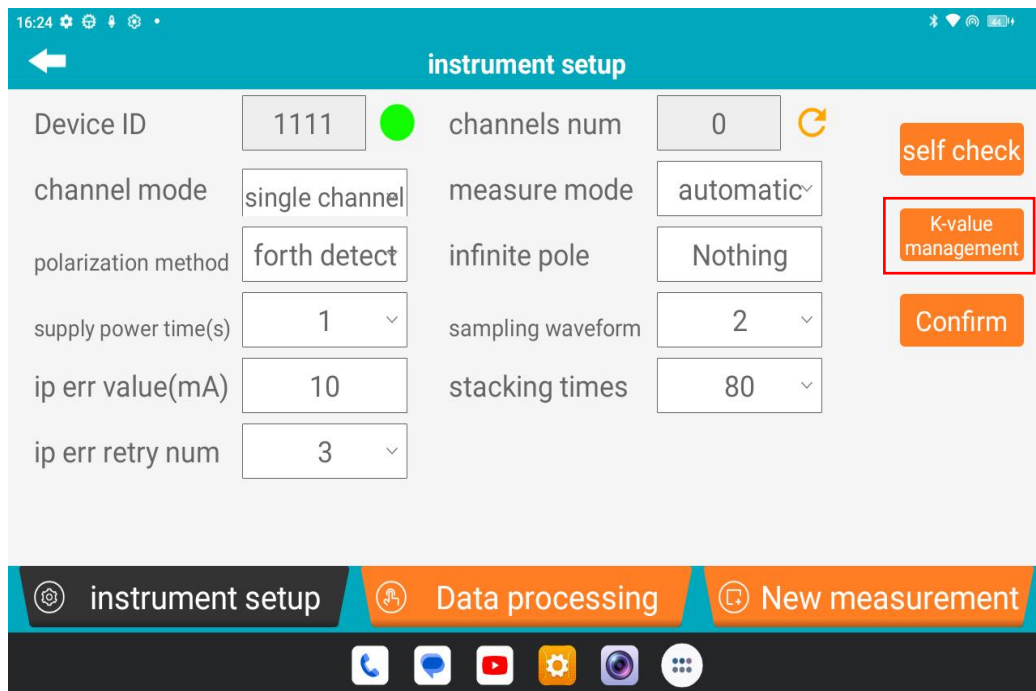 16:24
44
instrument setup
Device ID 1111 channels num 0
self check
channel mode single channel measure mode automatic
K-value
management
polarization method forth detect infinite pole Nothing
supply power time(s) 1 sampling waveform 2
Confirm
ip err value(mA) 10 stacking times 80
ip err retry num 3
instrument setup Data processing New measurement